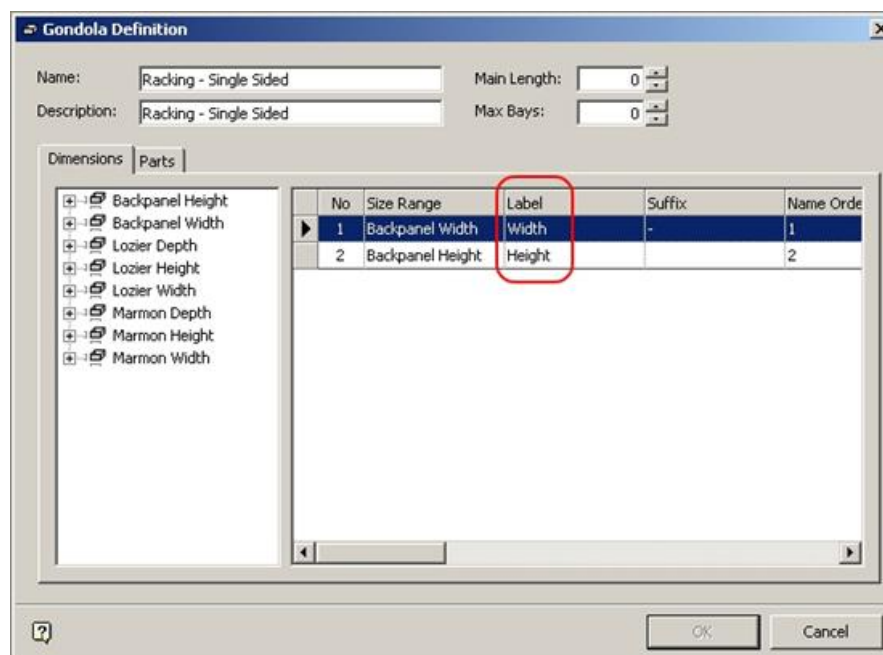 Gondola Definition
Name: Racking - Single Sided Main Length: 0
Description: Racking - Single Sided Max Bays: 0
Dimensions Parts
Backpanel Height
Backpanel Width
Lozier Depth
Lozier Height
Lozier Width
Marmon Depth
Marmon Height
Marmon Width
No Size Range Label Suffix Name Orde
1 Backpanel Width Width - 1
2 Backpanel Height Height 2
OK Cancel